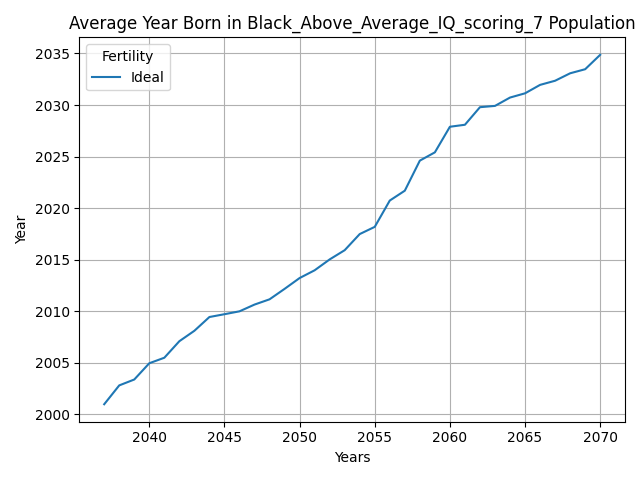 Average Year Born in Black_Above_Average_IQ_scoring_7 Population
Fertility
Ideal
2035
2030
2025
2020
2015
2010
2005
2000
Year
2040 2045 2050 2055 2060 2065 2070
Years